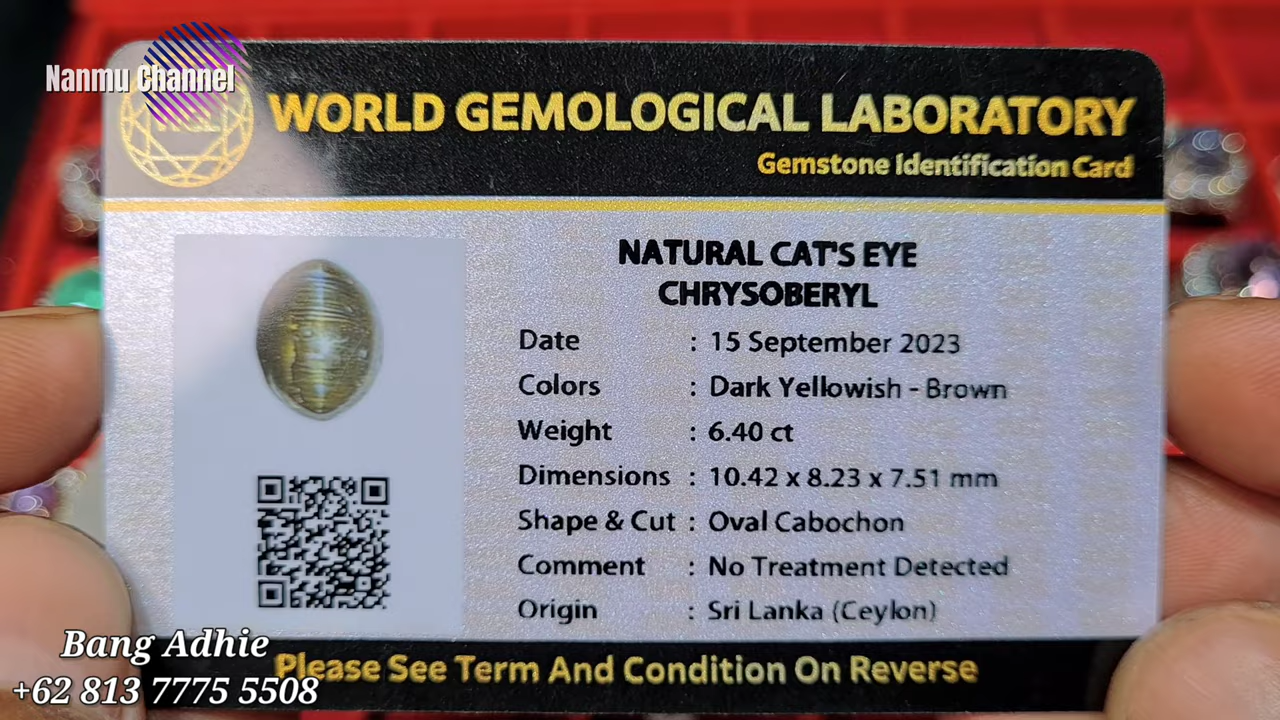 Nanmu Channel
WORLD GEMOLOGICAL LABORATORY
Gemstone Identification Card
NATURAL CAT'S EYE
CHRYSOBERYL
Date : 15 September 2023
Colors : Dark Yellowish - Brown
Weight : 6.40 ct
Dimensions : 10.42 x 8.23 x 7.51 mm
Shape & Cut : Oval Cabochon
Comment : No Treatment Detected
Origin : Sri Lanka (Ceylon)
Please See Term And Condition On Reverse
Bang Adhie
+62 813 7775 5508